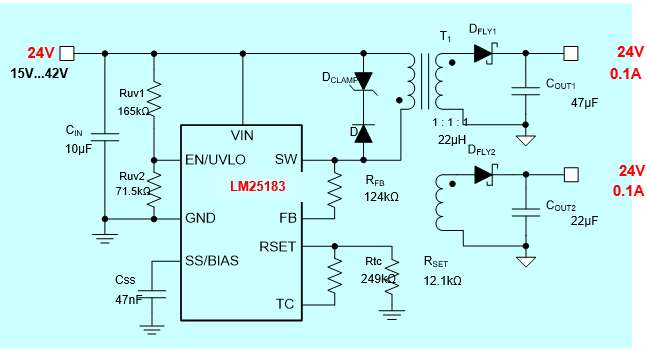 24V
15V...42V
CIN
10µF
Ruv1
165kΩ
Ruv2
71.5kΩ
VIN
EN/UVLO
SW
LM25183
GND
FB
RSET
SS/BIAS
TC
Css
47nF
DCLAMP
D
RFB
124kΩ
Rtc
249kΩ
RSET
12.1kΩ
T1
1 : 1 : 1
22µH
DFLY1
24V
0.1A
COUT1
47µF
DFLY2
24V
0.1A
COUT2
22µF